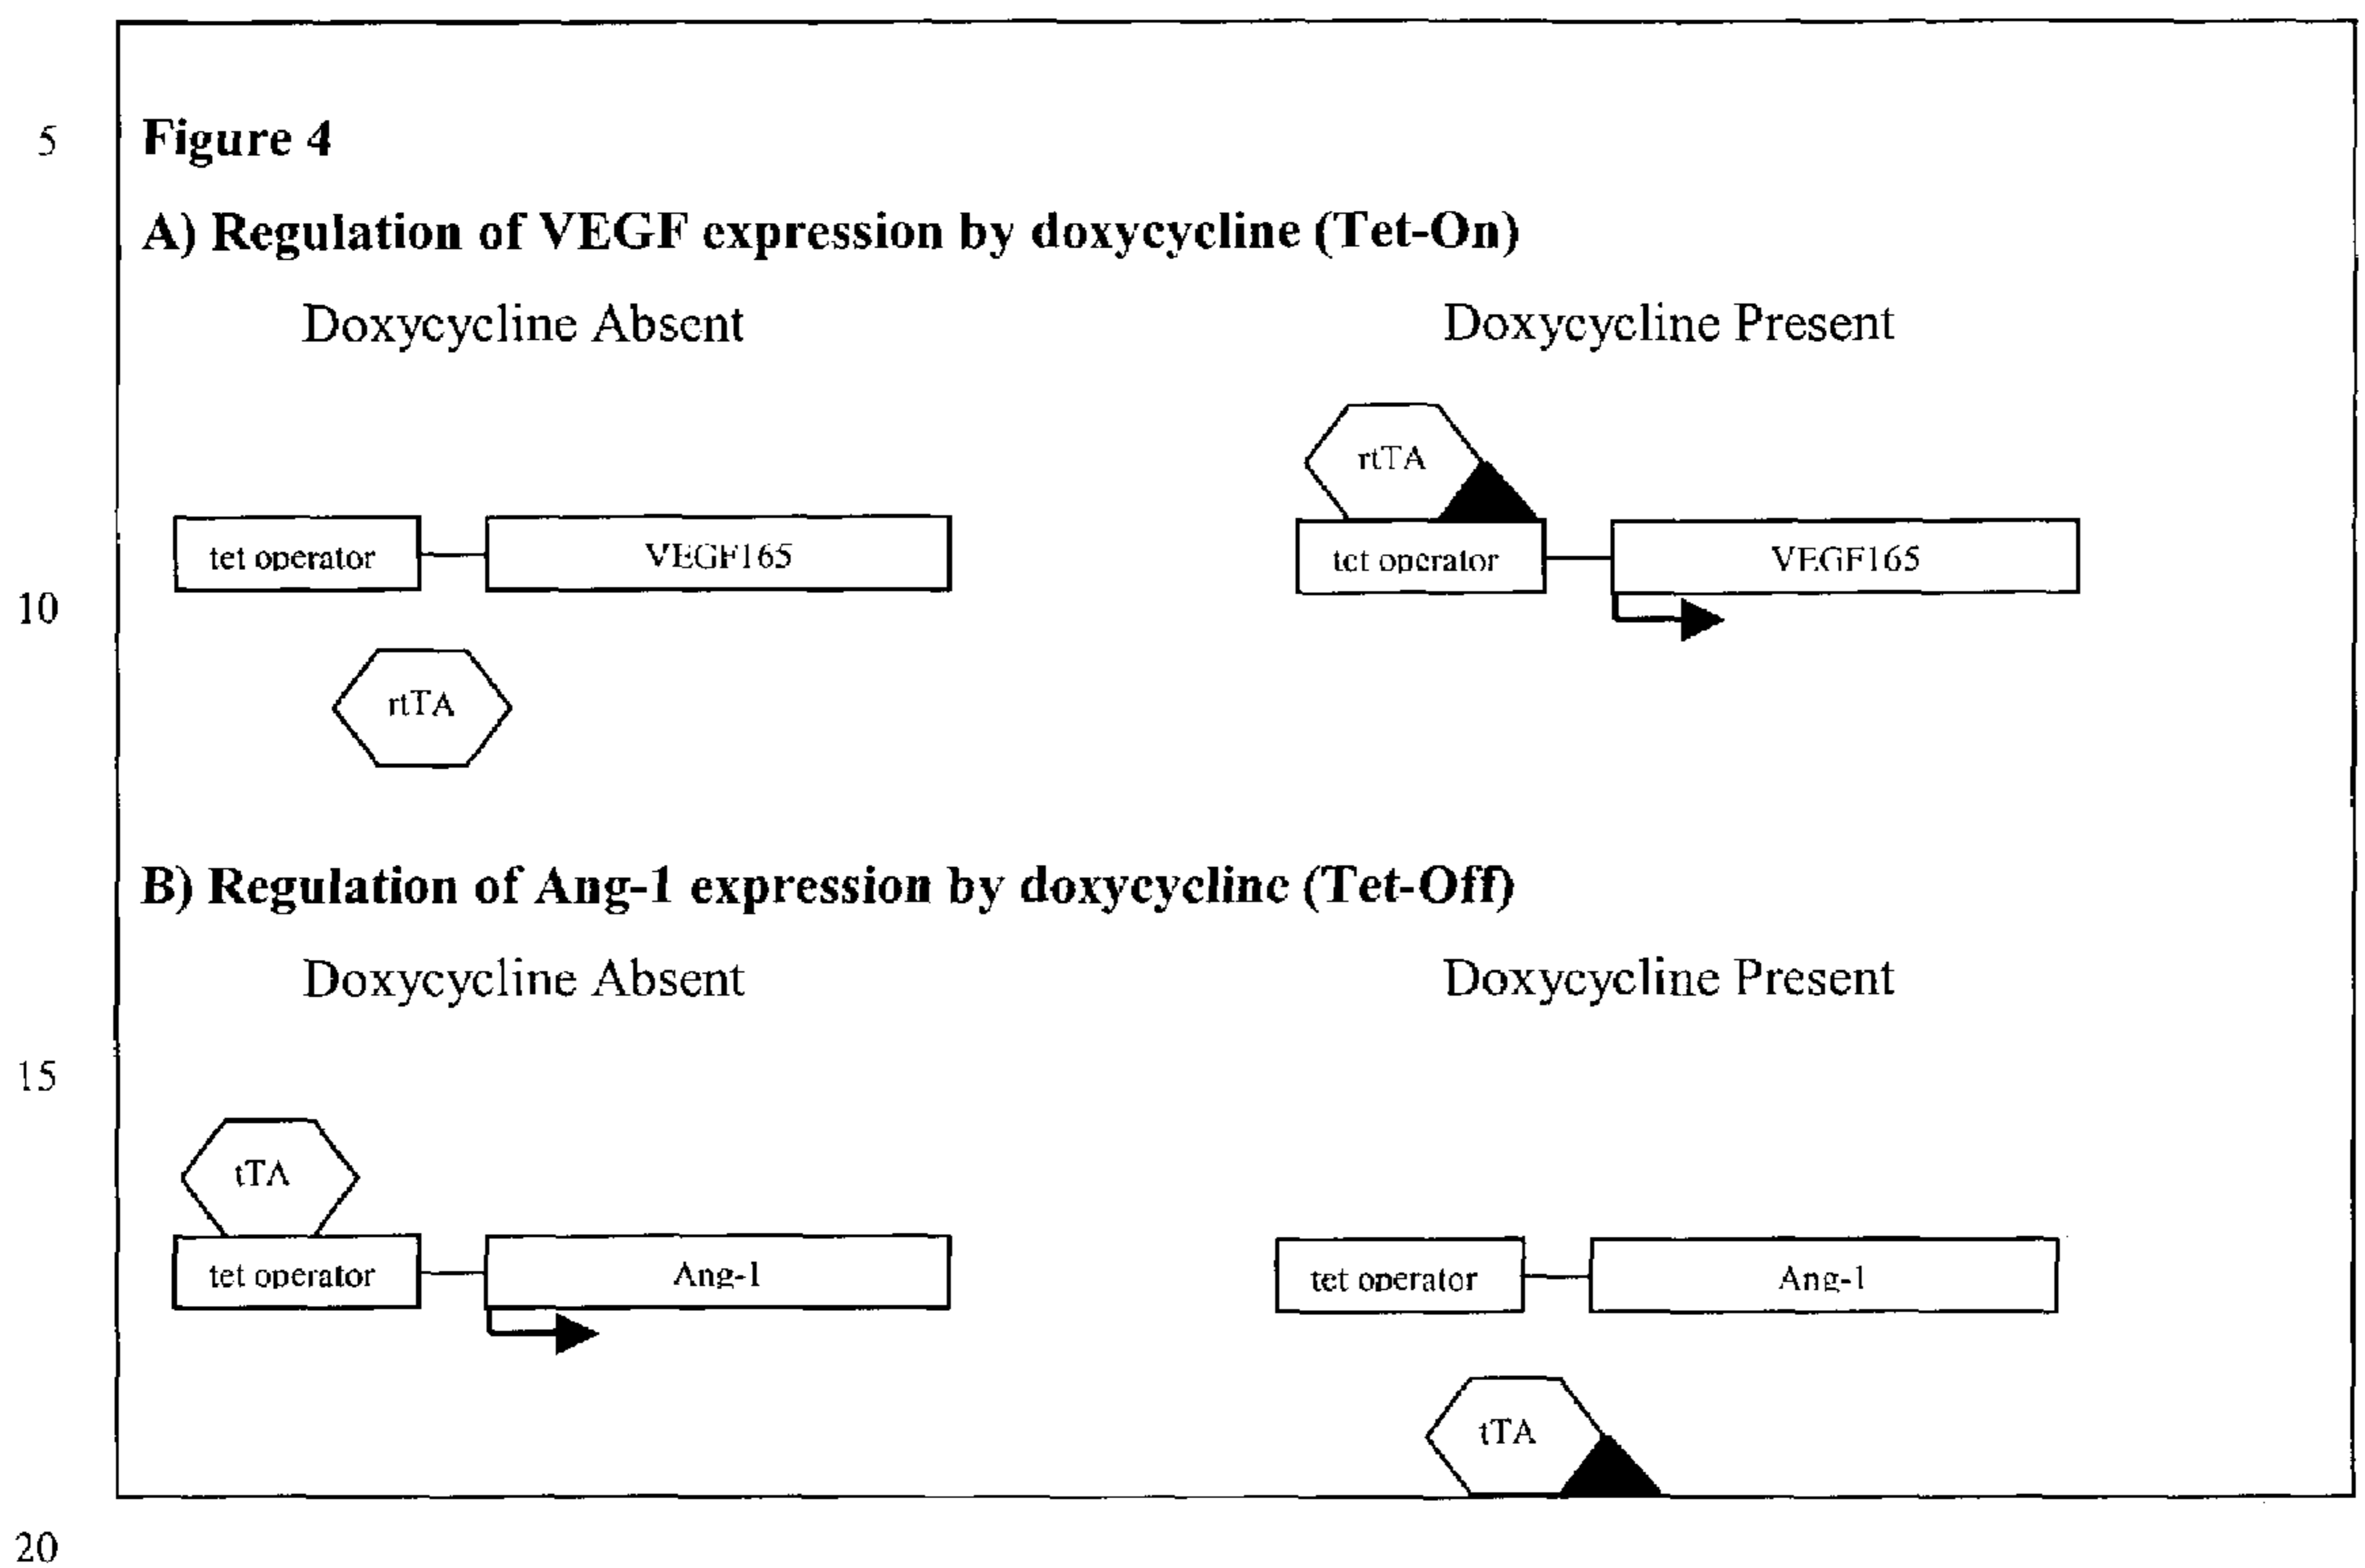 5 Figure 4
A) Regulation of VEGF expression by doxycycline (Tet-On)
Doxycycline Absent Doxycycline Present
rtTA
tet operator VEGF165 tet operator VEGF165
10
rtTA
B) Regulation of Ang-1 expression by doxycycline (Tet-Off)
Doxycycline Absent Doxycycline Present
15
tTA
tet operator Ang-1 tet operator Ang-1
tTA
20